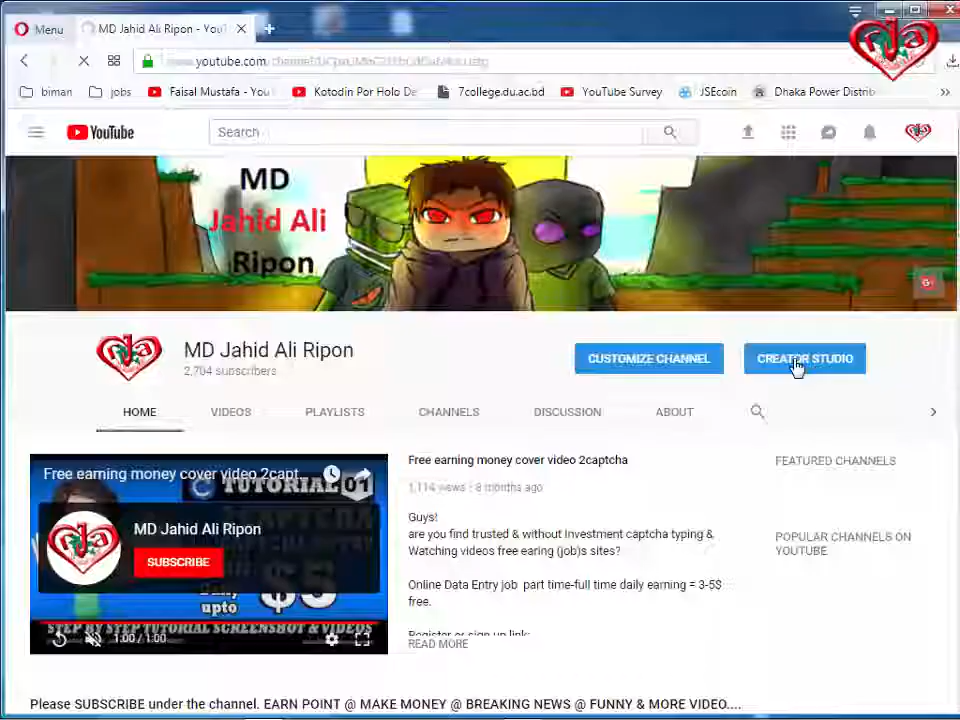 Menu
MD Jahid Ali Ripon - YouT
youtube.com
biman
jobs
Faisal Mustafa - You
Kotodin Por Holo De
7college.du.ac.bd
YouTube Survey
JSEcoin
Dhaka Power Distrib
YouTube
Search
MD
Jahid Ali
Ripon
G+
MD Jahid Ali Ripon
2,704 subscribers
CUSTOMIZE CHANNEL
CREATOR STUDIO
HOME
VIDEOS
PLAYLISTS
CHANNELS
DISCUSSION
ABOUT
Free earning money cover video 2capt...
TUTORIAL 01
MD Jahid Ali Ripon
SUBSCRIBE
upto
STEP BY STEP TUTORIAL SCREENSHOT & VIDEOS
1:00 / 1:00
Free earning money cover video 2captcha
1,114 views - 8 months ago
Guys!
are you find trusted & without Investment captcha typing &
Watching videos free earing (job)s sites?
Online Data Entry job part time-full time daily earning = 3-5$
free.
Register or sign up link:
READ MORE
FEATURED CHANNELS
POPULAR CHANNELS ON
YOUTUBE
Please SUBSCRIBE under the channel. EARN POINT @ MAKE MONEY @ BREAKING NEWS @ FUNNY & MORE VIDEO....